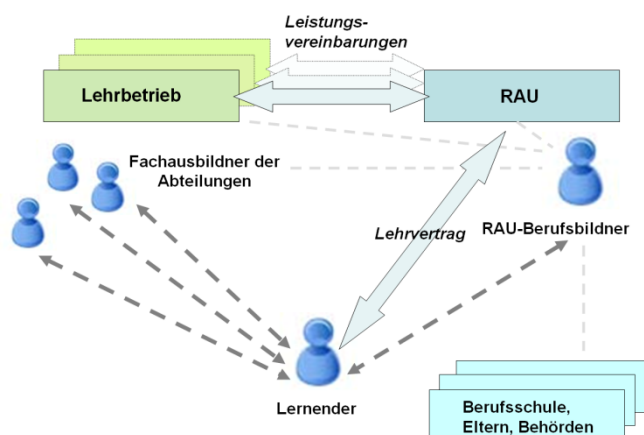 Leistungs-
vereinbarungen
Lehrbetrieb
RAU
Fachausbildner der
Abteilungen
RAU-Berufsbildner
Lehrvertrag
Lernender
Berufsschule,
Eltern, Behörden